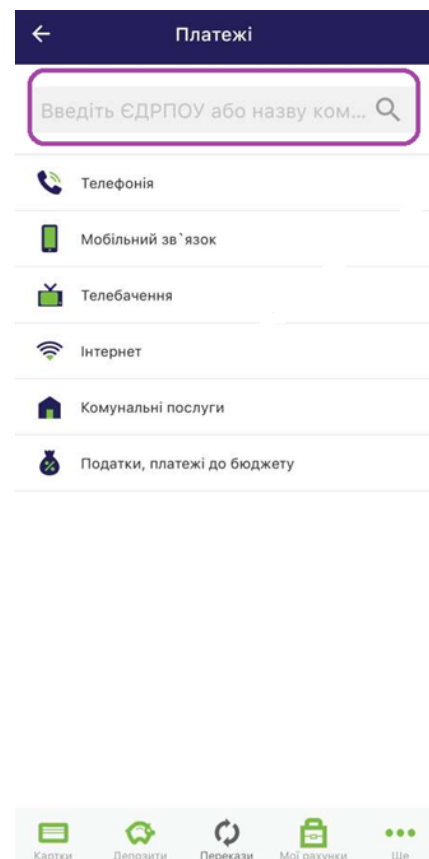 Платежі
Введіть ЄДРПОУ або назву ком...
Телефонія
Мобільний зв`язок
Телебачення
Інтернет
Комунальні послуги
Податки, платежі до бюджету
Картки Депозити Перекази Мої рахунки Ще